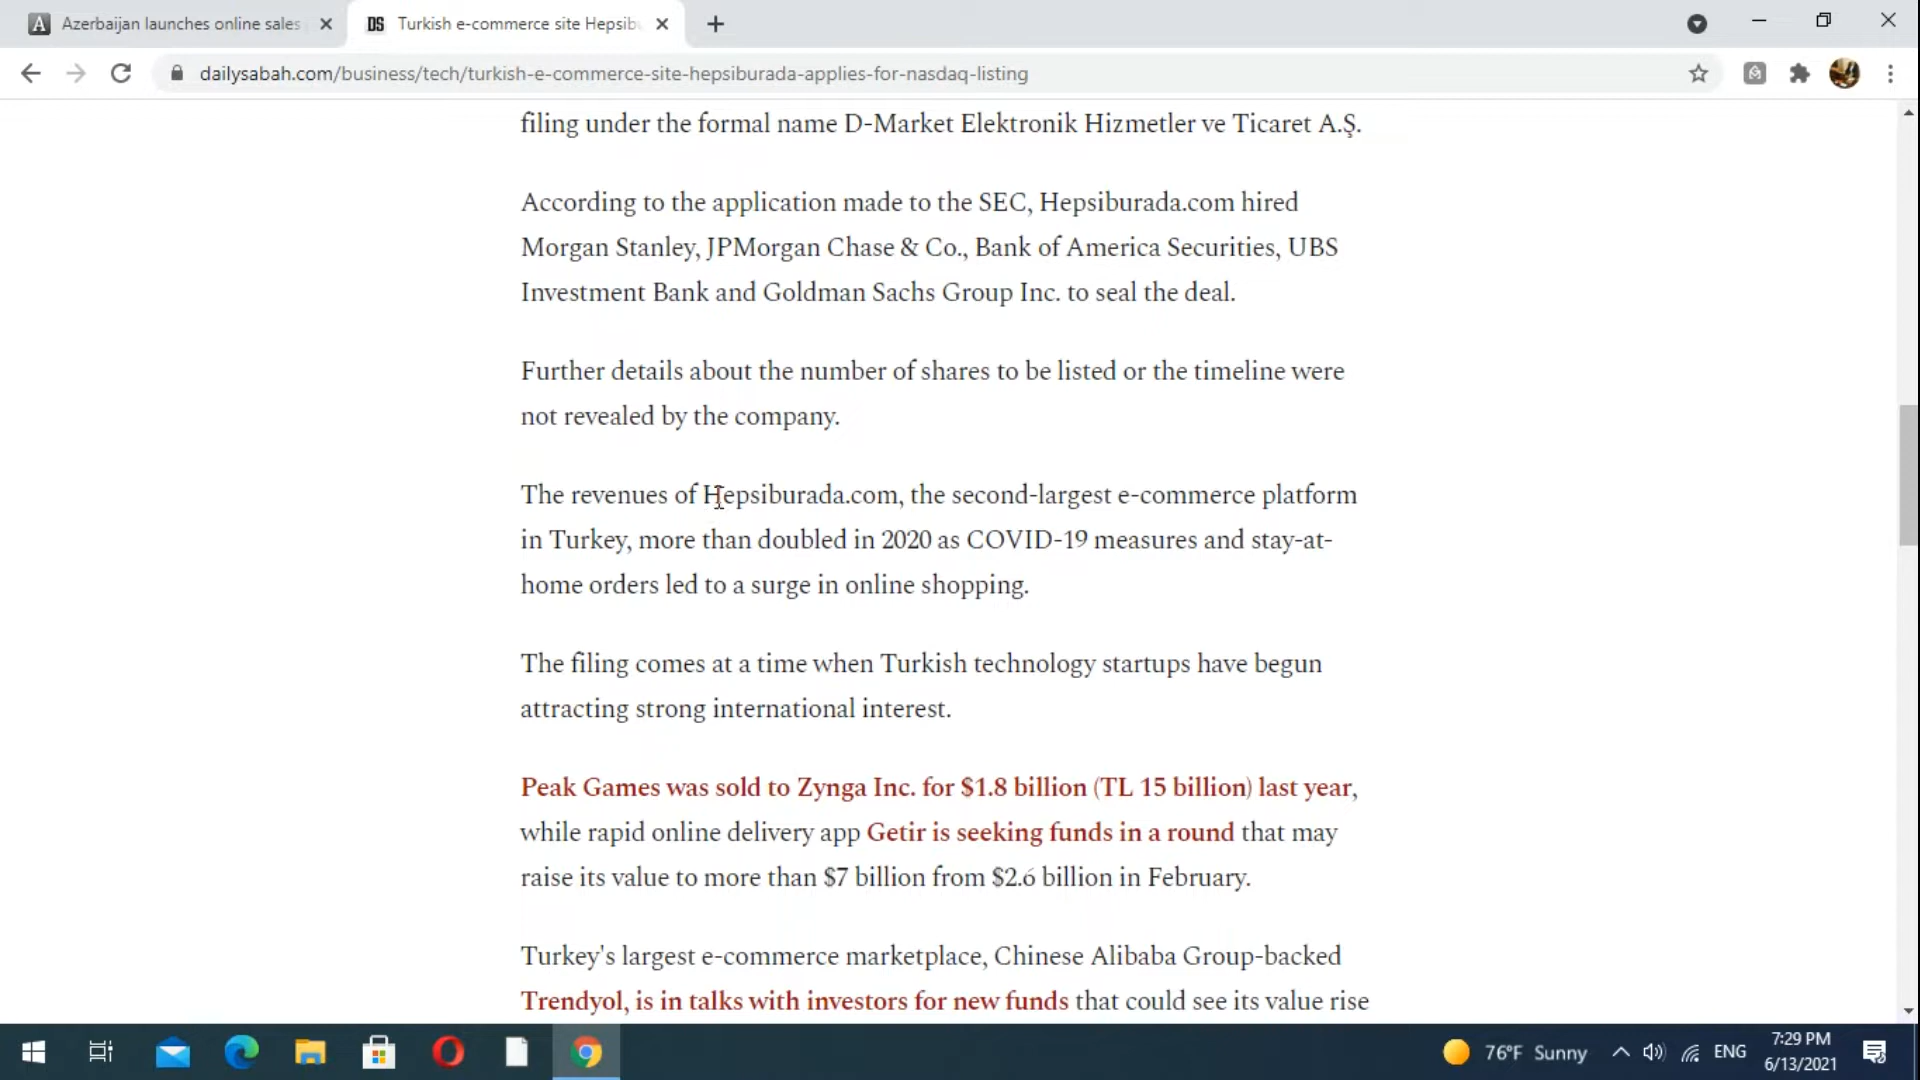 Azerbaijan launches online sales
DS Turkish e-commerce site Hepsib
dailysabah.com/business/tech/turkish-e-commerce-site-hepsiburada-applies-for-nasdaq-listing
filing under the formal name D-Market Elektronik Hizmetler ve Ticaret A.Ş.
According to the application made to the SEC, Hepsiburada.com hired
Morgan Stanley, JPMorgan Chase & Co., Bank of America Securities, UBS
Investment Bank and Goldman Sachs Group Inc. to seal the deal.
Further details about the number of shares to be listed or the timeline were
not revealed by the company.
The revenues of Hepsiburada.com, the second-largest e-commerce platform
in Turkey, more than doubled in 2020 as COVID-19 measures and stay-at-
home orders led to a surge in online shopping.
The filing comes at a time when Turkish technology startups have begun
attracting strong international interest.
Peak Games was sold to Zynga Inc. for $1.8 billion (TL 15 billion) last year,
while rapid online delivery app Getir is seeking funds in a round that may
raise its value to more than $7 billion from $2.6 billion in February.
Turkey's largest e-commerce marketplace, Chinese Alibaba Group-backed
Trendyol, is in talks with investors for new funds that could see its value rise
76°F Sunny
ENG
7:29 PM
6/13/2021